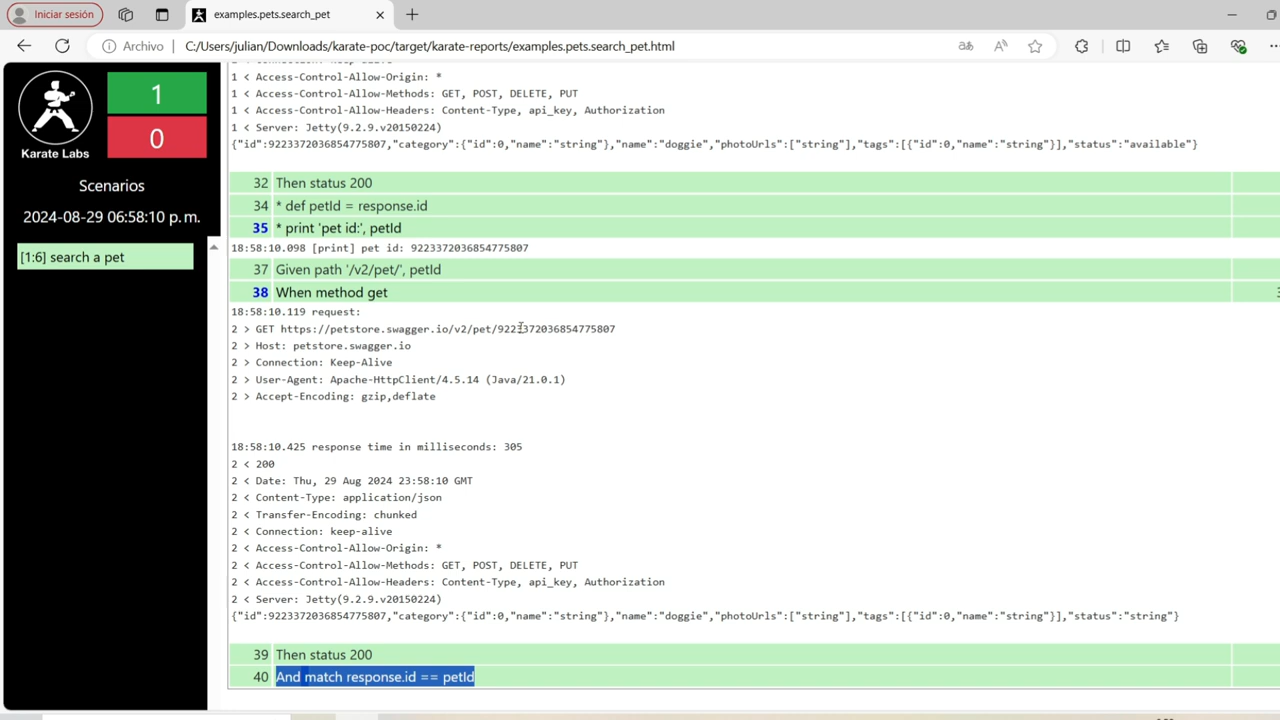 Iniciar sesión
examples.pets.search_pet
Archivo
C:/Users/julian/Downloads/karate-poc/target/karate-reports/examples.pets.search_pet.html
Karate Labs
1
0
Scenarios
2024-08-29 06:58:10 p. m.
[1:6] search a pet
1 < Access-Control-Allow-Origin: *
1 < Access-Control-Allow-Methods: GET, POST, DELETE, PUT
1 < Access-Control-Allow-Headers: Content-Type, api_key, Authorization
1 < Server: Jetty(9.2.9.v20150224)
{"id":9223372036854775807,"category":{"id":0,"name":"string"},"name":"doggie","photoUrls":["string"],"tags":[{"id":0,"name":"string"}],"status":"available"}
32 Then status 200
34 * def petId = response.id
35 * print 'pet id:', petId
18:58:10.098 [print] pet id: 9223372036854775807
37 Given path '/v2/pet/', petId
38 When method get
18:58:10.119 request:
2 > GET https://petstore.swagger.io/v2/pet/9223372036854775807
2 > Host: petstore.swagger.io
2 > Connection: Keep-Alive
2 > User-Agent: Apache-HttpClient/4.5.14 (Java/21.0.1)
2 > Accept-Encoding: gzip,deflate
18:58:10.425 response time in milliseconds: 305
2 < 200
2 < Date: Thu, 29 Aug 2024 23:58:10 GMT
2 < Content-Type: application/json
2 < Transfer-Encoding: chunked
2 < Connection: keep-alive
2 < Access-Control-Allow-Origin: *
2 < Access-Control-Allow-Methods: GET, POST, DELETE, PUT
2 < Access-Control-Allow-Headers: Content-Type, api_key, Authorization
2 < Server: Jetty(9.2.9.v20150224)
{"id":9223372036854775807,"category":{"id":0,"name":"string"},"name":"doggie","photoUrls":["string"],"tags":[{"id":0,"name":"string"}],"status":"string"}
39 Then status 200
40 And match response.id == petId